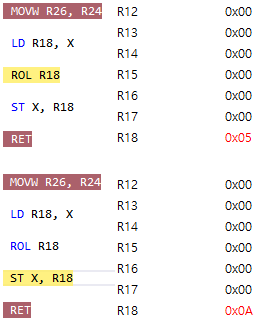 MOVW R26, R24
LD R18, X
ROL R18
ST X, R18
RET
R12 0x00
R13 0x00
R14 0x00
R15 0x00
R16 0x00
R17 0x00
R18 0x05
MOVW R26, R24
LD R18, X
ROL R18
ST X, R18
RET
R12 0x00
R13 0x00
R14 0x00
R15 0x00
R16 0x00
R17 0x00
R18 0x0A